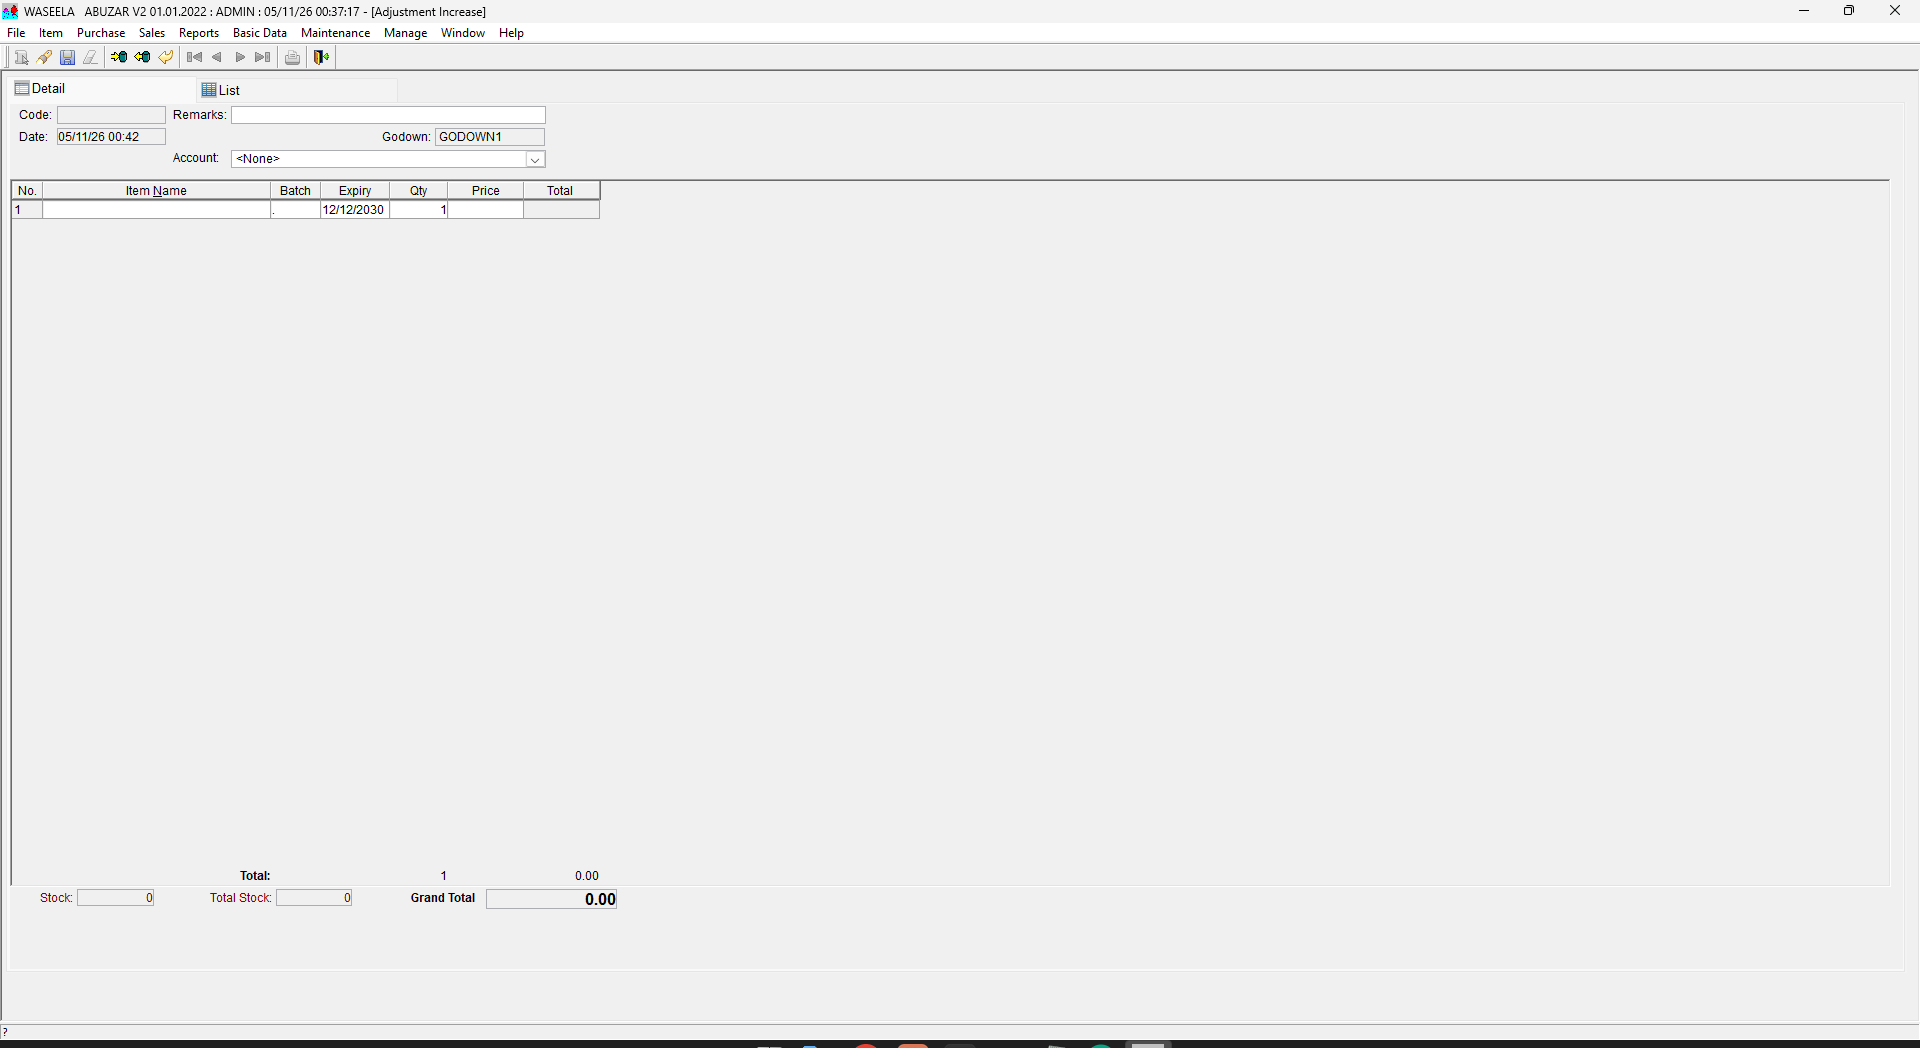 WASEELA   ABUZAR V2 01.01.2022 : ADMIN : 05/11/26 00:37:17 - [Adjustment Increase]
File Item Purchase Sales Reports Basic Data Maintenance Manage Window Help
Detail List
Code: Remarks:
Date: 05/11/26 00:42 Godown: GODOWN1
Account: <None>
No. Item Name Batch Expiry Qty Price Total
1 . 12/12/2030 1
Total: 1 0.00
Stock: 0 Total Stock: 0 Grand Total 0.00
?